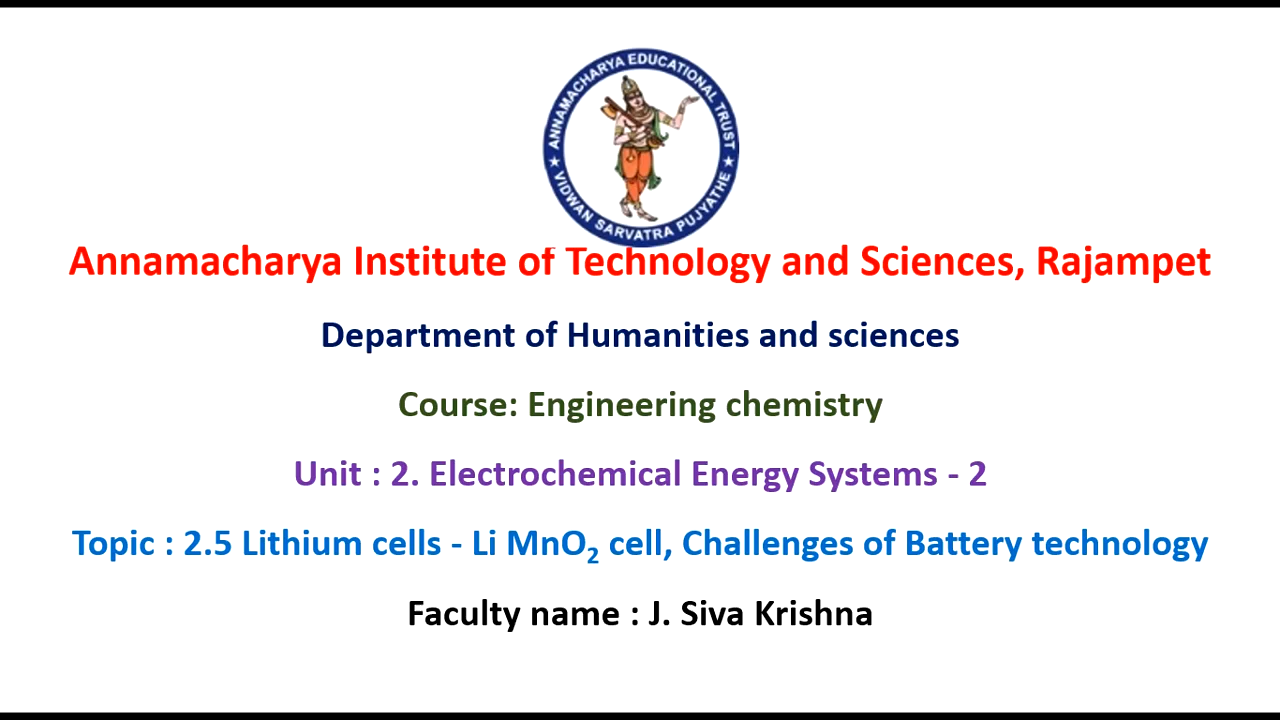 ANNAMACHARYA EDUCATIONAL TRUST
★ VIDWAN SARVATRA PUJYATHE ★
Annamacharya Institute of Technology and Sciences, Rajampet
Department of Humanities and sciences
Course: Engineering chemistry
Unit : 2. Electrochemical Energy Systems - 2
Topic : 2.5 Lithium cells - Li MnO₂ cell, Challenges of Battery technology
Faculty name : J. Siva Krishna